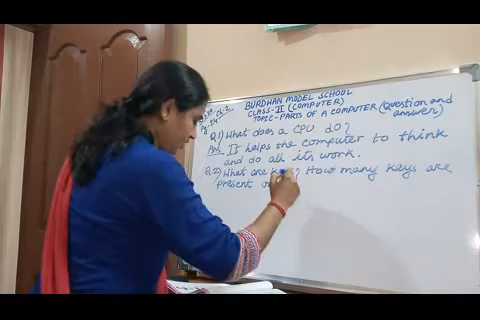 BURDHAN MODEL SCHOOL
CLASS-II (COMPUTER)
TOPIC-PARTS OF A COMPUTER (Question and answer)
Q.1) What does a CPU do?
Ans. It helps the computer to think
and do all its work.
Q.2) What are How many keys are
present